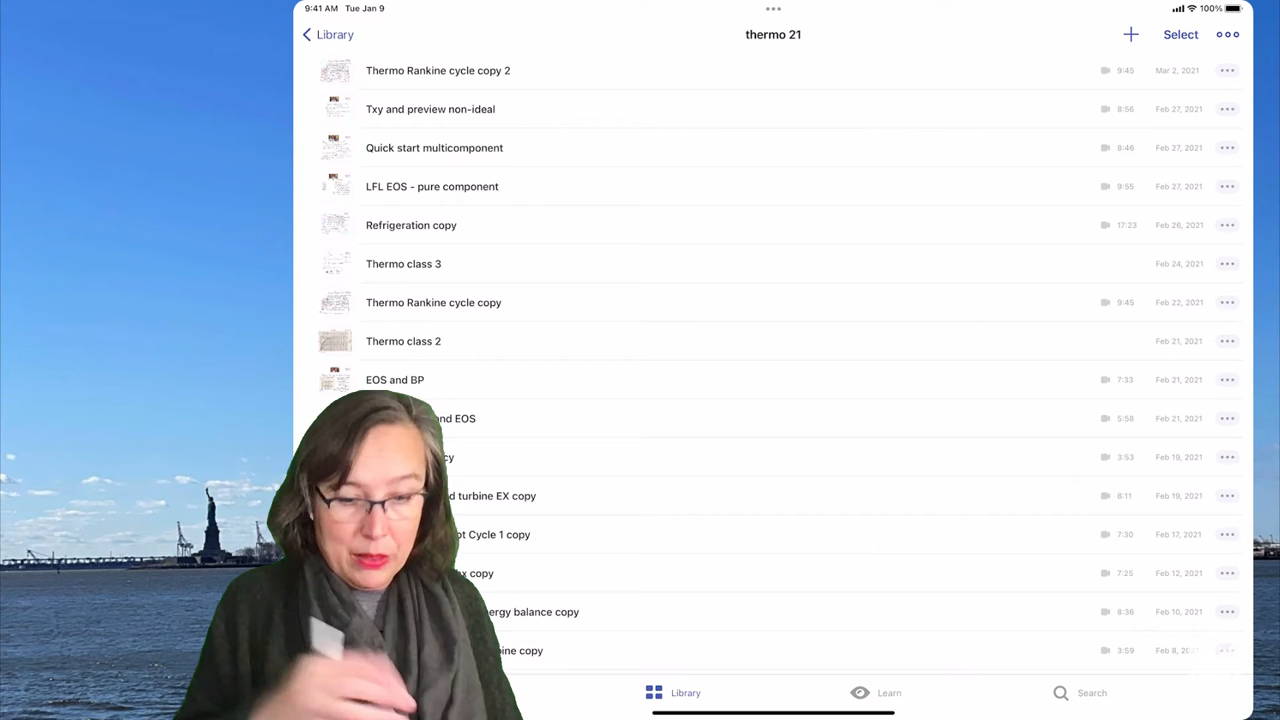 9:41 AM Tue Jan 9 100%
Library thermo 21 Select
Thermo Rankine cycle copy 2 9:45 Mar 2, 2021
Txy and preview non-ideal 8:56 Feb 27, 2021
Quick start multicomponent 8:46 Feb 27, 2021
LFL EOS - pure component 9:55 Feb 27, 2021
Refrigeration copy 17:23 Feb 26, 2021
Thermo class 3 Feb 24, 2021
Thermo Rankine cycle copy 9:45 Feb 22, 2021
Thermo class 2 Feb 21, 2021
EOS and BP 7:33 Feb 21, 2021
and EOS 5:58 Feb 21, 2021
cy 3:53 Feb 19, 2021
d turbine EX copy 8:11 Feb 19, 2021
ot Cycle 1 copy 7:30 Feb 17, 2021
copy 7:25 Feb 12, 2021
ergy balance copy 8:36 Feb 10, 2021
ine copy 3:59 Feb 8, 2021
Library Learn Search